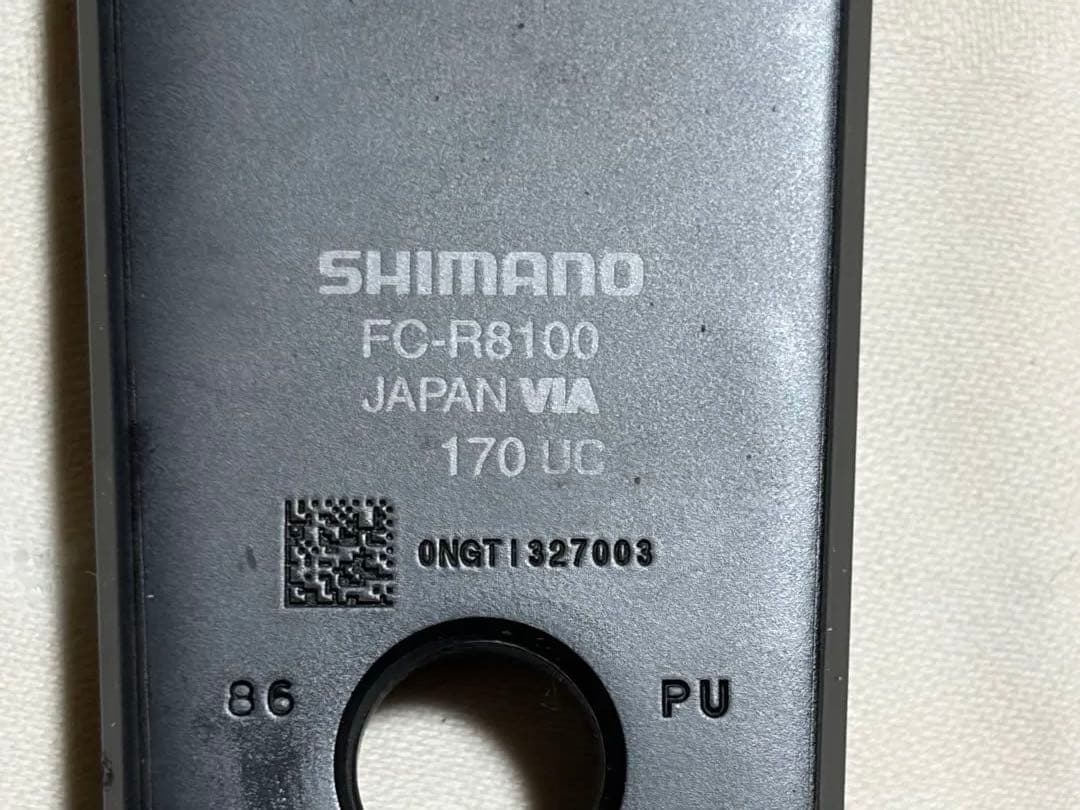 SHIMANO
FC-R8100
JAPAN VIA
170 UC
0NGTI327003
86 PU